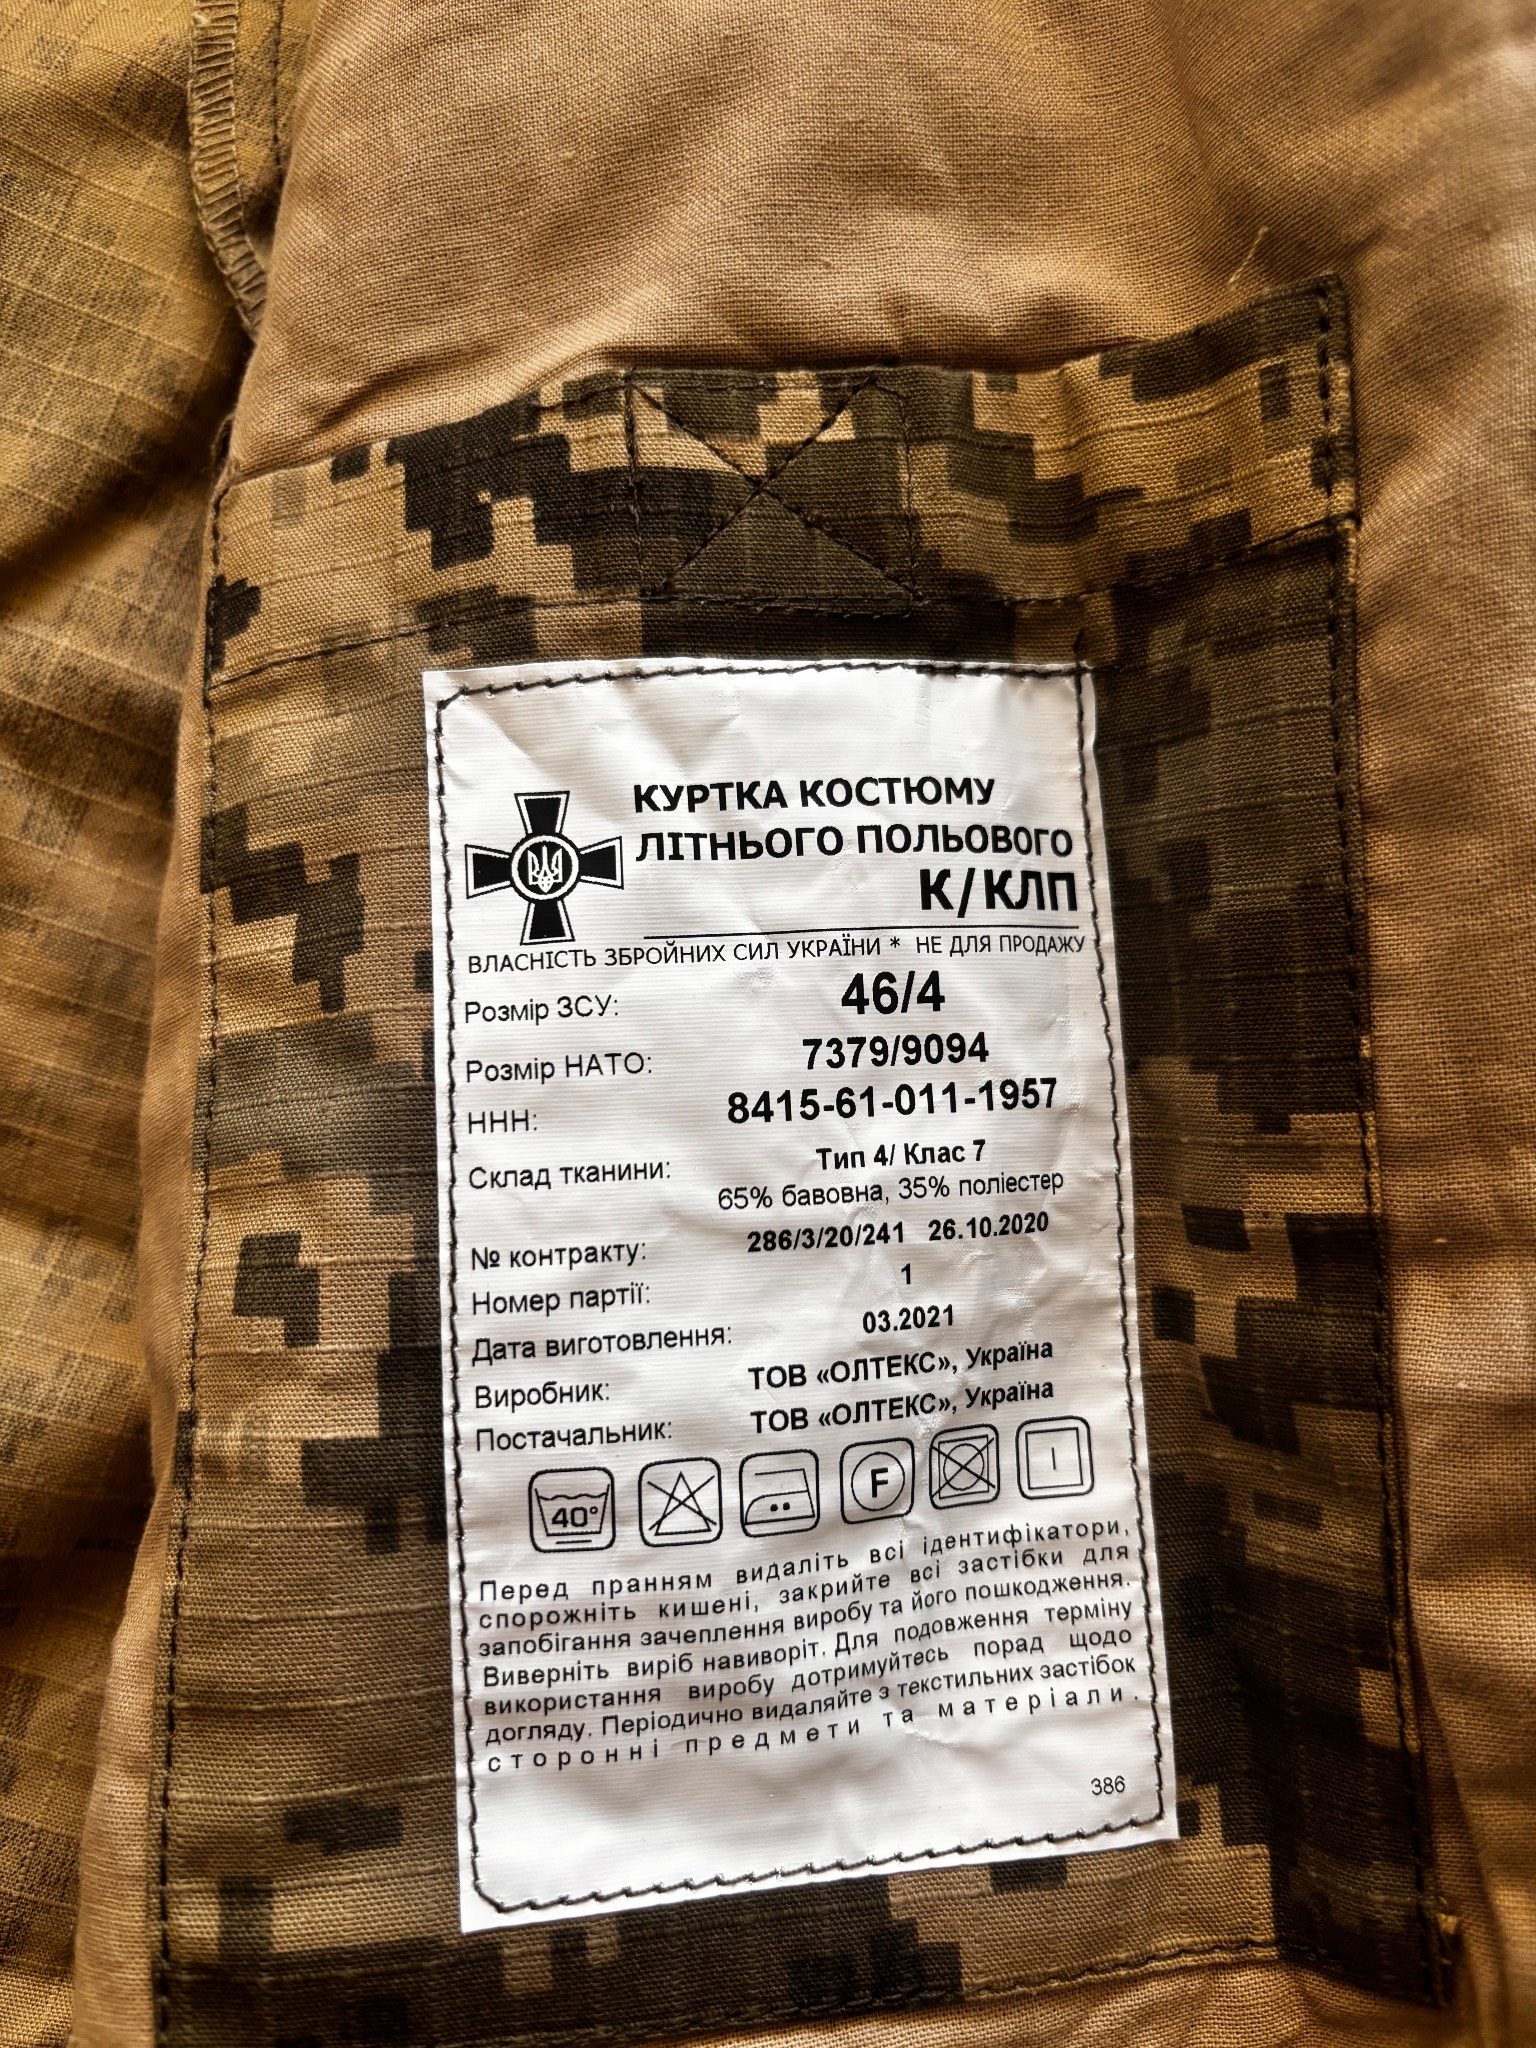 КУРТКА КОСТЮМУ
ЛІТНЬОГО ПОЛЬОВОГО
К/КЛП
ВЛАСНІСТЬ ЗБРОЙНИХ СИЛ УКРАЇНИ * НЕ ДЛЯ ПРОДАЖУ
Розмір ЗСУ: 46/4
Розмір НАТО: 7379/9094
ННН: 8415-61-011-1957
Склад тканини: Тип 4/ Клас 7
65% бавовна, 35% поліестер
№ контракту: 286/3/20/241 26.10.2020
Номер партії: 1
Дата виготовлення: 03.2021
Виробник: ТОВ «ОЛТЕКС», Україна
Постачальник: ТОВ «ОЛТЕКС», Україна
40° F
Перед пранням видаліть всі ідентифікатори,
спорожніть кишені, закрийте всі застібки для
запобігання зачеплення виробу та його пошкодження.
Виверніть виріб навиворіт. Для подовження терміну
використання виробу дотримуйтесь порад щодо
догляду. Періодично видаляйте з текстильних застібок
сторонні предмети та матеріали.
386